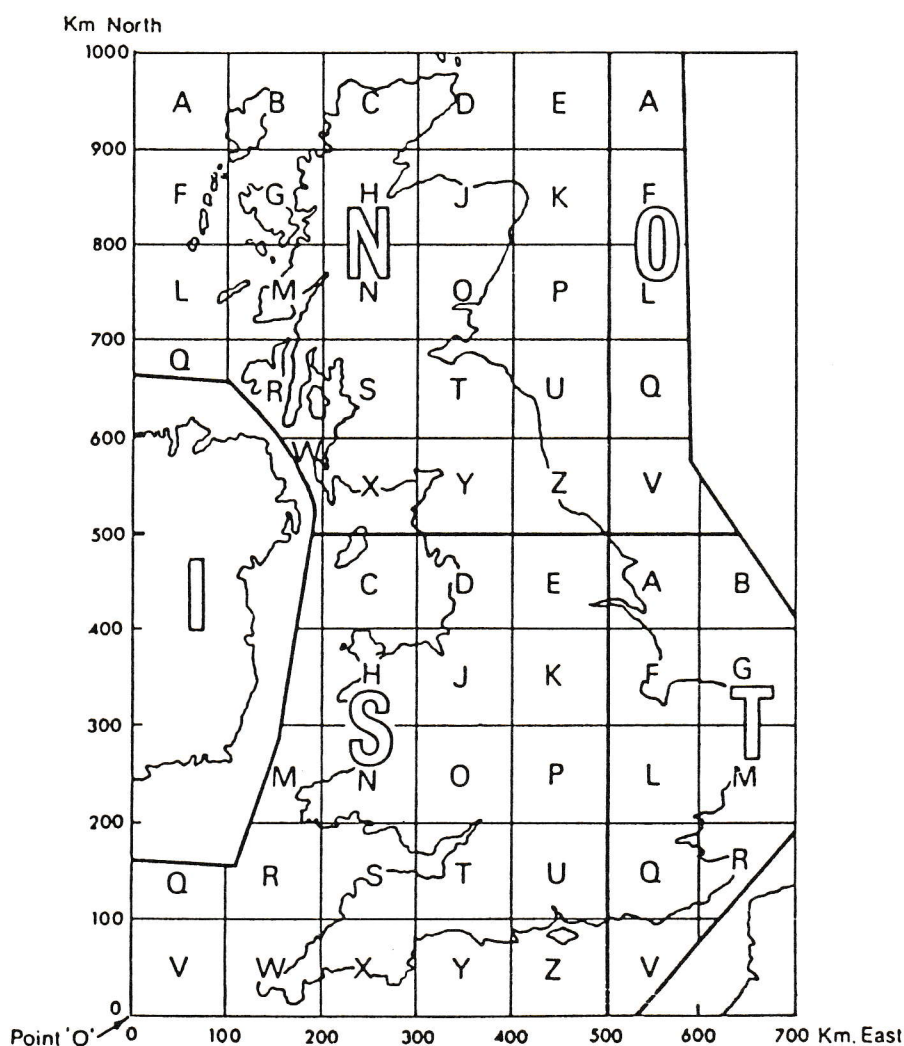 Km North
1000
A B C D E A
900
F G H J K F
N O
800
L M N O P L
700
Q R S T U Q
600
W X Y Z V
500
I C D E A B
400
H J K F G
S T
300
M N O P L M
200
Q R S T U Q R
100
V W X Y Z V
0
Point 'O' 0 100 200 300 400 500 600 700 Km. East